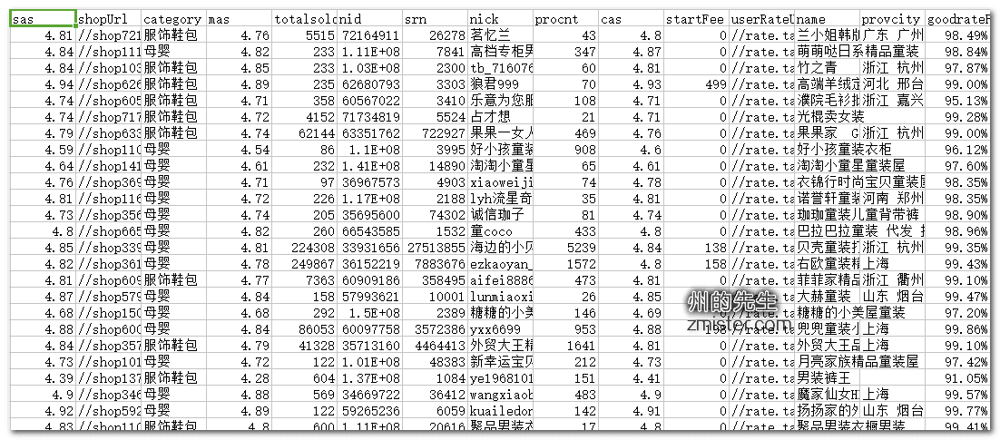 sas //shopUrl category mas totalsold nid srn nick procnt cas startFee userRateU name provcity goodrateP
4.81 //shop721 服饰鞋包 4.76 5515 72164911 26278 茗忆兰 43 4.8 0 //rate.ta 兰小姐韩版 广东 广州 98.49%
4.84 //shop111 母婴 4.82 233 1.11E+08 7841 高档专柜男 347 4.87 0 //rate.ta 萌萌哒日系精品童装 98.84%
4.84 //shop103 服饰鞋包 4.85 233 1.03E+08 2300 tb_716076 60 4.81 0 //rate.ta 竹之青 浙江 杭州 97.87%
4.94 //shop626 服饰鞋包 4.89 235 62680793 3303 狼君999 70 4.93 499 //rate.ta 高端羊绒定 河北 邢台 99.00%
4.74 //shop605 服饰鞋包 4.71 358 60567022 3410 乐意为您服 108 4.71 0 //rate.ta 濮院毛衫批 浙江 嘉兴 95.13%
4.74 //shop717 服饰鞋包 4.72 4152 71734819 5524 占才想 21 4.71 0 //rate.ta 光棍卖女装 99.28%
4.79 //shop633 服饰鞋包 4.74 62144 63351762 722927 果果一女人 469 4.76 0 //rate.ta 果果家 G 浙江 杭州 99.00%
4.59 //shop110 母婴 4.54 86 1.1E+08 3995 好小孩童装 908 4.6 0 //rate.ta 好小孩童装衣柜 96.12%
4.64 //shop141 母婴 4.61 232 1.41E+08 14890 淘淘小童星 65 4.61 0 //rate.ta 淘淘小童星童装屋 97.60%
4.76 //shop369 母婴 4.71 97 36967573 4903 xiaoweiji 74 4.78 0 //rate.ta 衣锦行时尚宝贝童装 98.35%
4.81 //shop116 母婴 4.72 226 1.17E+08 2188 lyh流星奇 35 4.81 0 //rate.ta 诺誉轩童装 河南 郑州 98.35%
4.73 //shop356 母婴 4.74 205 35695600 74302 诚信珈子 81 4.74 0 //rate.ta 珈珈童装儿童背带裤 98.90%
4.8 //shop665 母婴 4.82 260 66543585 1532 童coco 433 4.8 0 //rate.ta 巴拉巴拉童装 代发 98.96%
4.85 //shop339 母婴 4.81 224308 33931656 27513855 海边的小贝 5239 4.84 138 //rate.ta 贝壳童装 浙江 杭州 99.35%
4.82 //shop361 母婴 4.78 249867 36152219 7883676 ezkaoyan_ 1572 4.8 158 //rate.ta 右欧童装精 上海 99.43%
4.81 //shop609 服饰鞋包 4.77 7363 60909186 358495 aifei8886 473 4.81 0 //rate.ta 菲菲家精品 浙江 衢州 99.10%
4.87 //shop579 母婴 4.84 158 57993621 10001 lunmiaoxi 26 4.85 0 //rate.ta 大赫童装 山东 烟台 99.47%
4.68 //shop150 母婴 4.68 292 1.5E+08 2389 糖糖的小美 146 4.69 0 //rate.ta 糖糖的小美屋童装 97.20%
4.88 //shop600 母婴 4.84 86053 60097758 3572386 yxx6699 953 4.88 198 //rate.ta 兜兜童装小 上海 99.86%
4.84 //shop357 服饰鞋包 4.79 41328 35713160 4464413 外贸大王精 1641 4.81 0 //rate.ta 外贸大王品 上海 99.10%
4.73 //shop101 母婴 4.72 122 1.01E+08 48383 新幸运宝贝 212 4.73 0 //rate.ta 月亮家族精品童装屋 97.42%
4.39 //shop137 服饰鞋包 4.28 604 1.37E+08 1084 ye1968101 151 4.41 0 //rate.ta 男装裤王 91.05%
4.9 //shop346 母婴 4.88 569 34669722 36412 wangxiaob 483 4.9 0 //rate.ta 魔家仙女H 上海 99.57%
4.92 //shop592 母婴 4.89 122 59265236 6059 kuailedon 142 4.91 0 //rate.ta 扬扬家的外 山东 烟台 99.77%
4.83 //shop110 服饰鞋包 4.8 600 1.11E+08 20616 聚品男装衣 17 4.8 0 //rate.ta 聚品男装衣橱男装 99.41%
州的先生
zmister.com